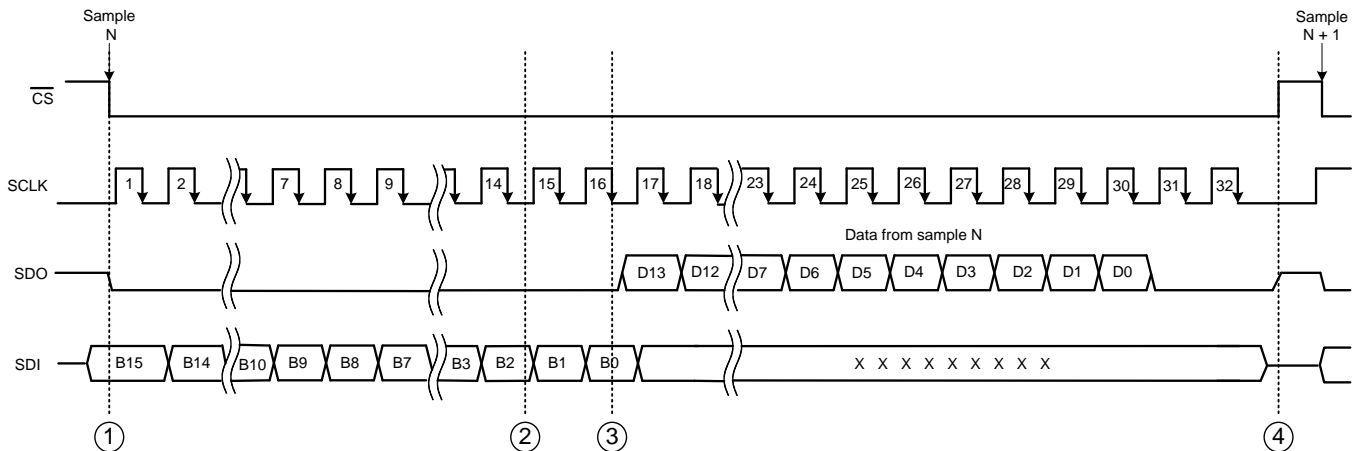 Sample
N
Sample
N + 1
CS
SCLK
1 2 7 8 9 14 15 16 17 18 23 24 25 26 27 28 29 30 31 32
Data from sample N
SDO
D13 D12 D7 D6 D5 D4 D3 D2 D1 D0
SDI
B15 B14 B10 B9 B8 B7 B3 B2 B1 B0 X X X X X X X X X
1 2 3 4